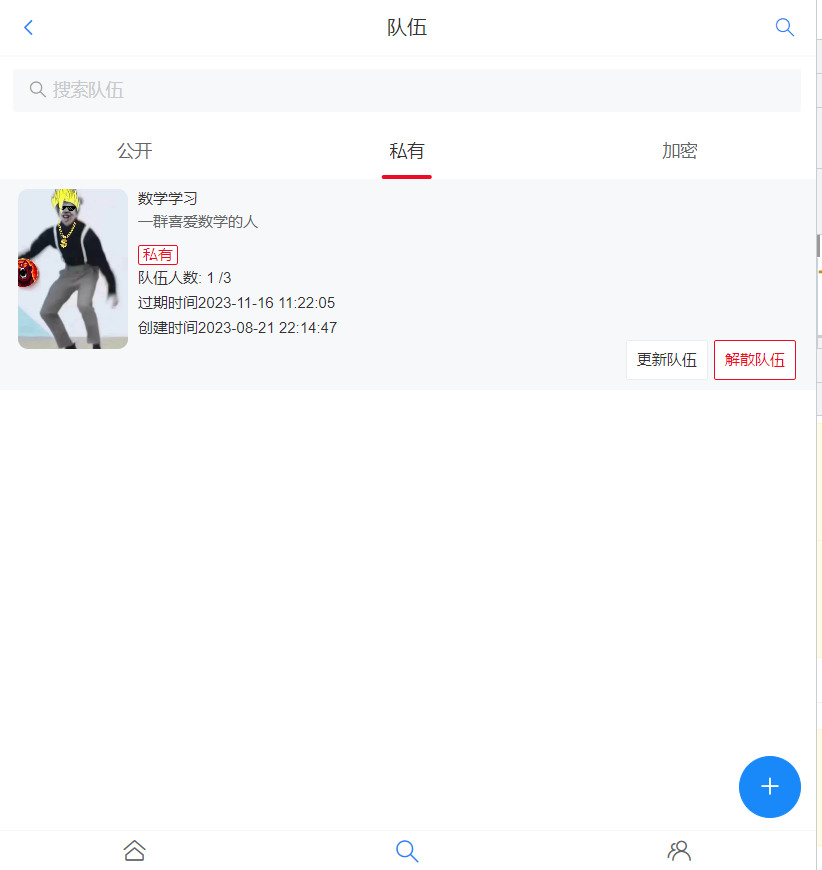 队伍
搜索队伍
公开 私有 加密
数学学习
一群喜爱数学的人
私有
队伍人数: 1 /3
过期时间2023-11-16 11:22:05
创建时间2023-08-21 22:14:47
更新队伍 解散队伍